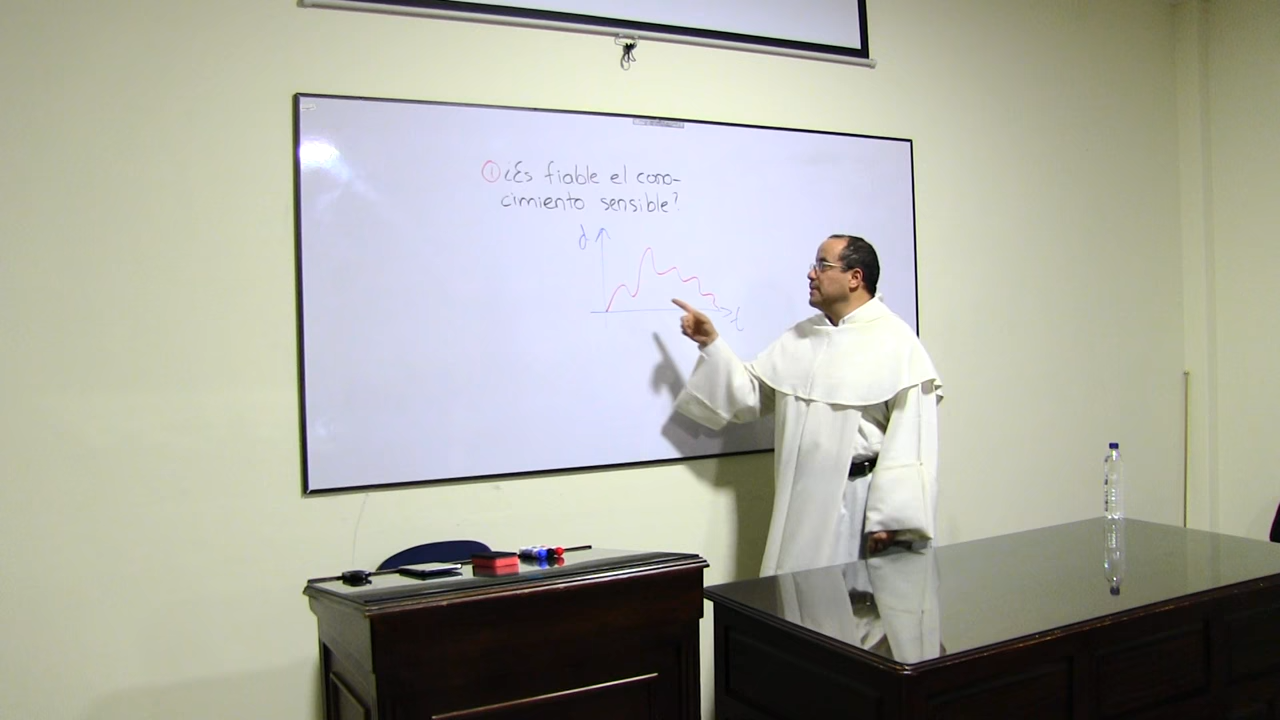 ① ¿Es fiable el cono-
cimiento sensible?
d
t